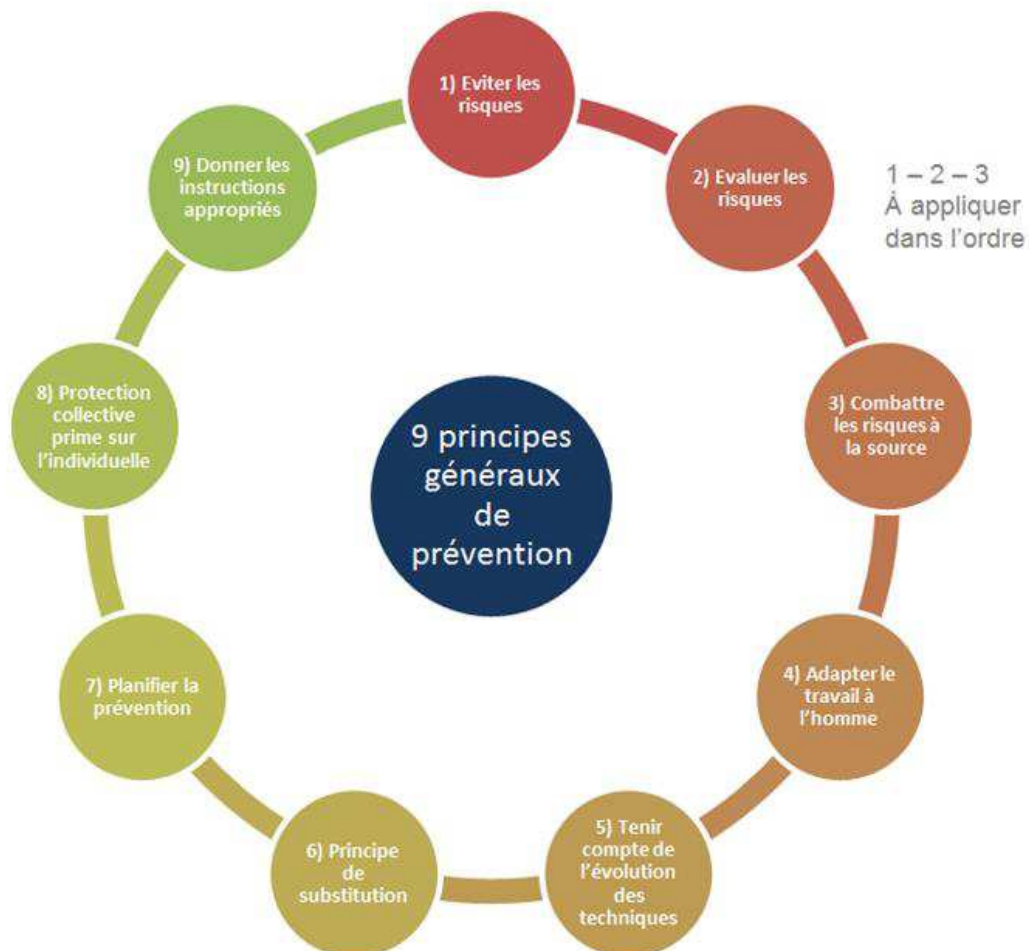 1) Eviter les
risques
2) Evaluer les
risques
1 – 2 – 3
À appliquer
dans l'ordre
3) Combattre
les risques à
la source
4) Adapter le
travail à
l'homme
5) Tenir
compte de
l'évolution
des
techniques
6) Principe
de
substitution
7) Planifier la
prévention
8) Protection
collective
prime sur
l'individuelle
9) Donner les
instructions
appropriés
9 principes
généraux
de
prévention